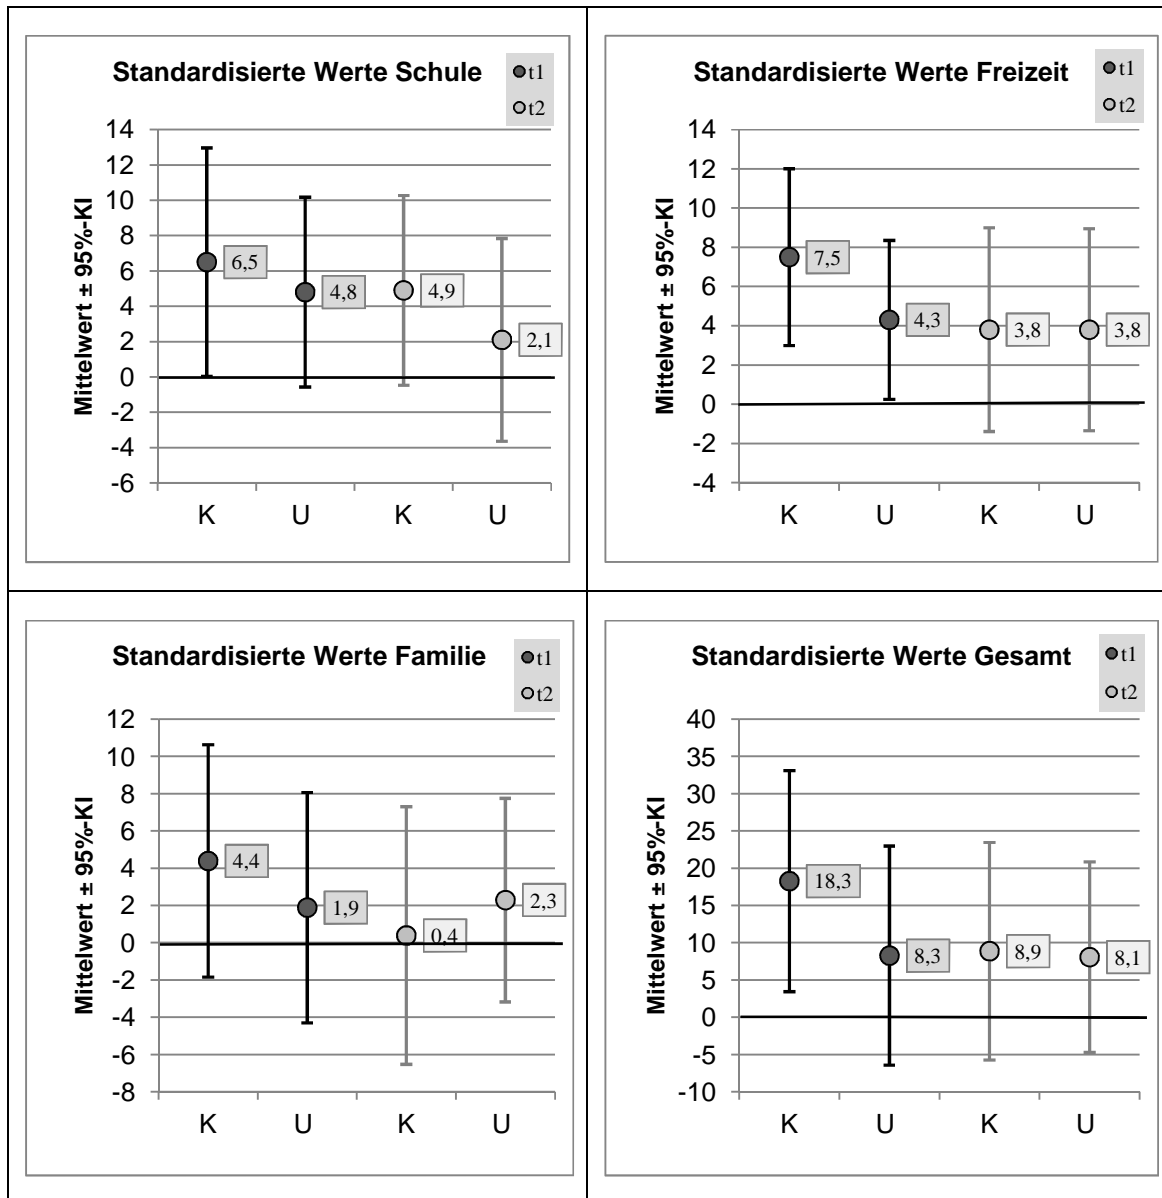 Standardisierte Werte Schule
t1
t2
Mittelwert ± 95%-KI
14
12
10
8
6
4
2
0
-2
-4
-6
6,5
4,8
4,9
2,1
K U K U
Standardisierte Werte Freizeit
t1
t2
Mittelwert ± 95%-KI
14
12
10
8
6
4
2
0
-2
-4
7,5
4,3
3,8
3,8
K U K U
Standardisierte Werte Familie
t1
t2
Mittelwert ± 95%-KI
12
10
8
6
4
2
0
-2
-4
-6
-8
4,4
1,9
0,4
2,3
K U K U
Standardisierte Werte Gesamt
t1
t2
Mittelwert ± 95%-KI
40
35
30
25
20
15
10
5
0
-5
-10
18,3
8,3
8,9
8,1
K U K U